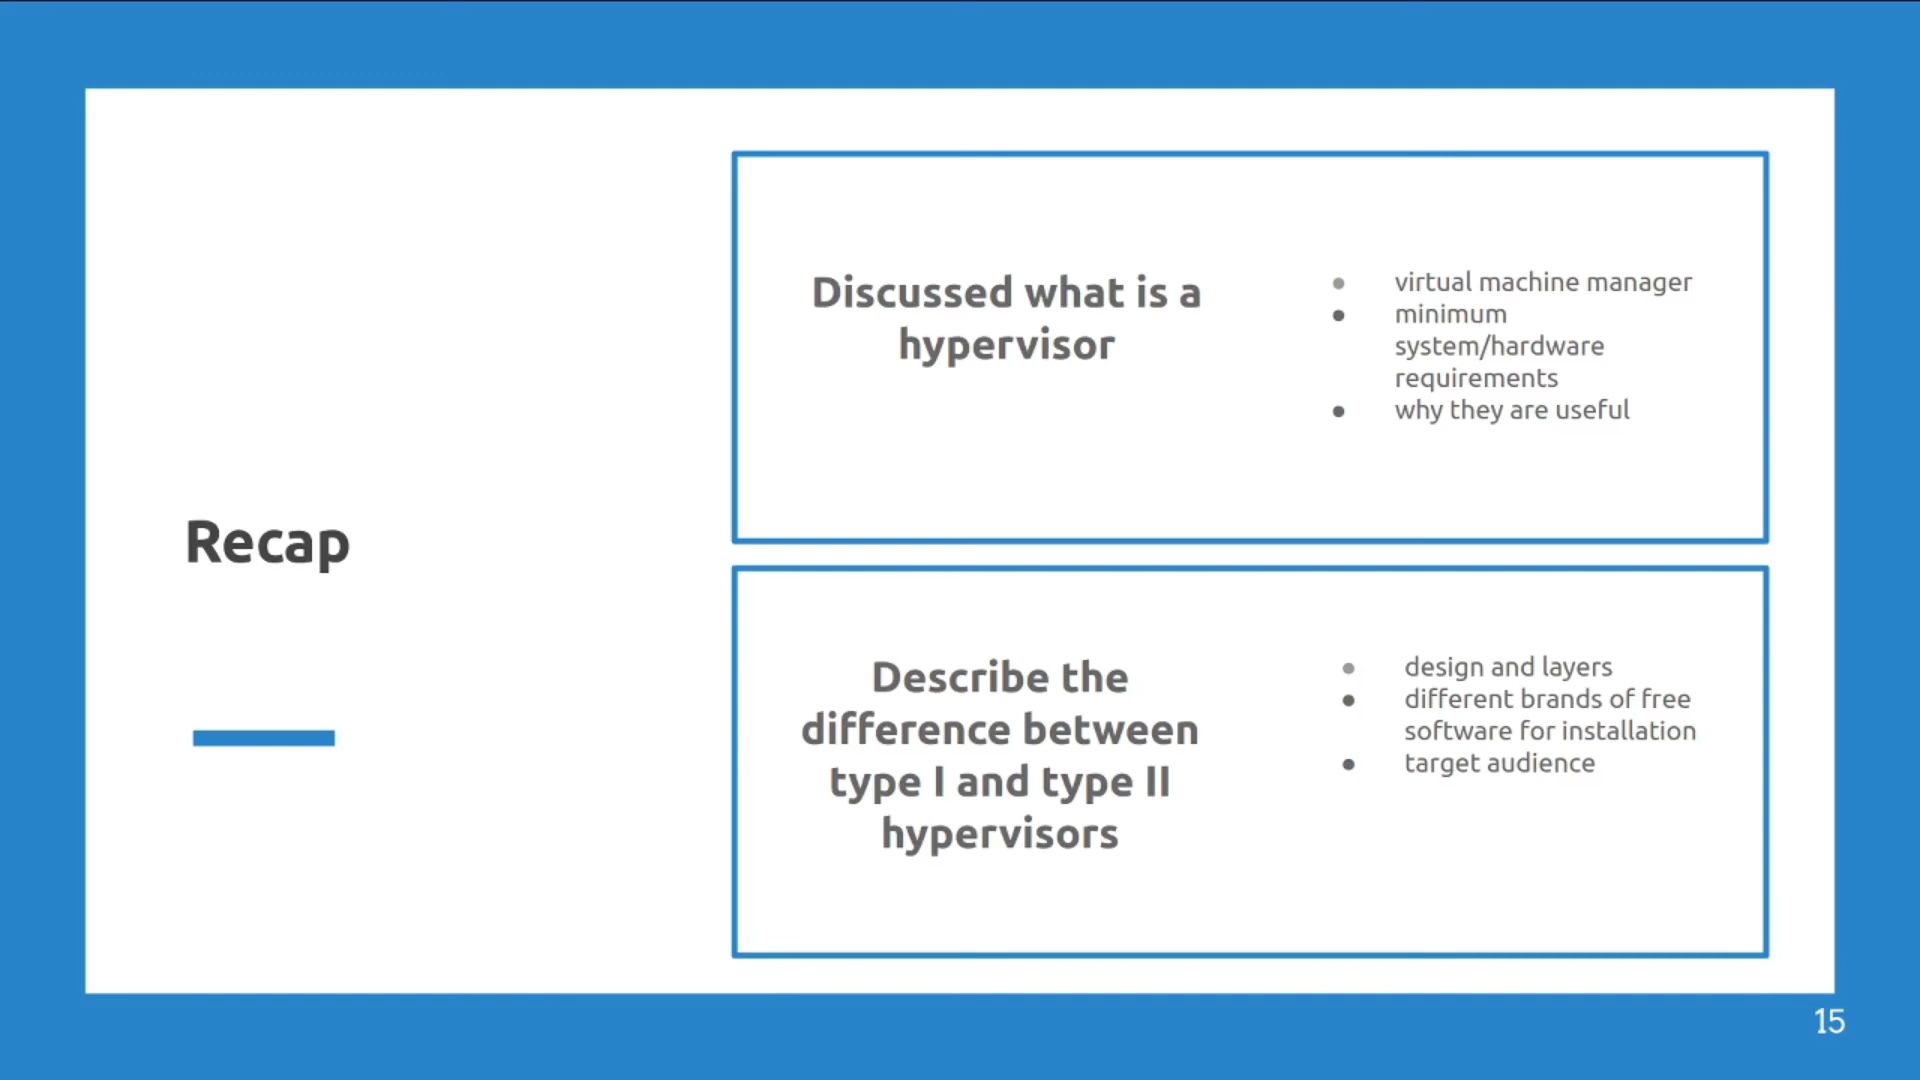 Recap
Discussed what is a
hypervisor
● virtual machine manager
● minimum
system/hardware
requirements
● why they are useful
Describe the
difference between
type I and type II
hypervisors
● design and layers
● different brands of free
software for installation
● target audience
15